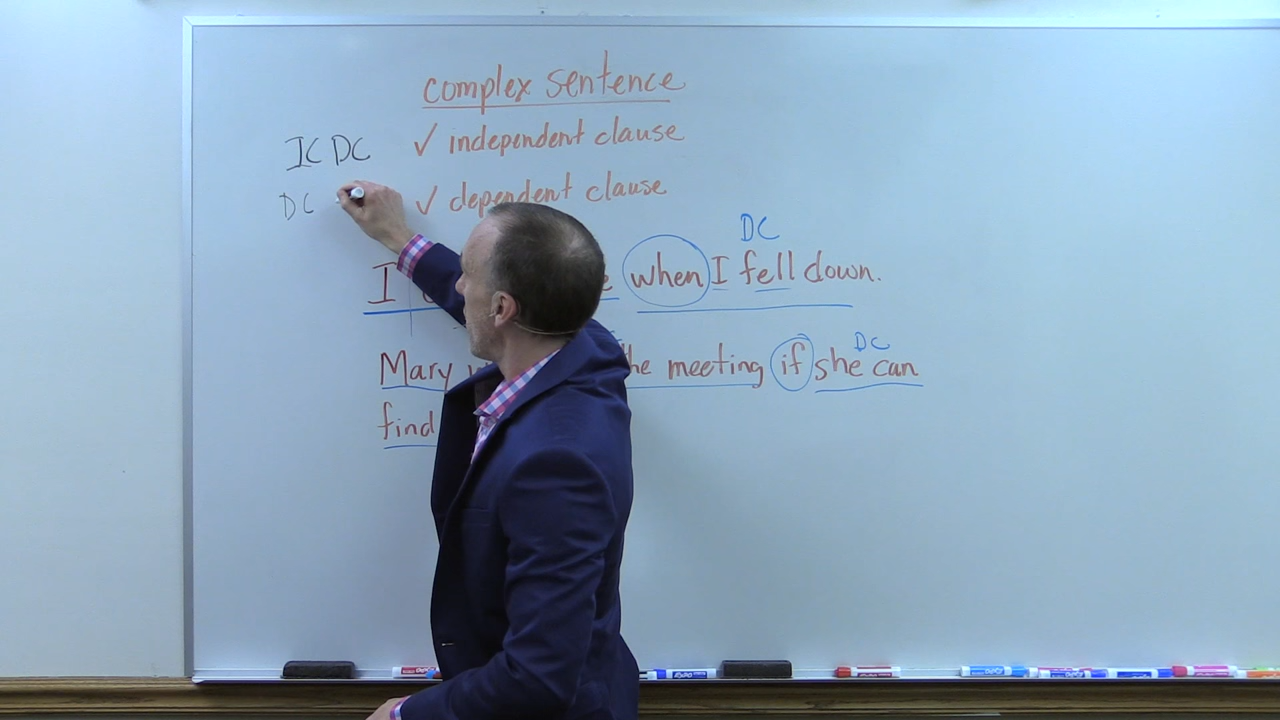 complex sentence
IC DC ✓ independent clause
DC ✓ dependent clause
DC
I when I fell down.
DC
Mary the meeting if she can
find
EXPO